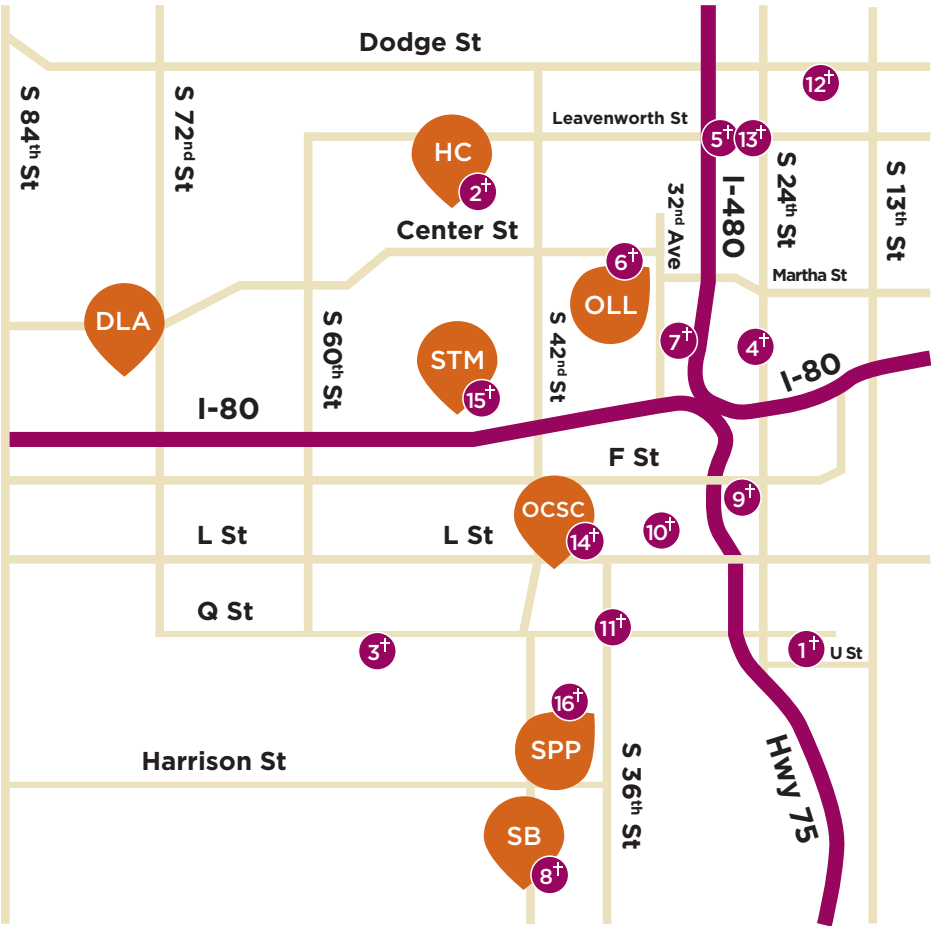 Dodge St
12†
S 84th St
S 72nd St
Leavenworth St
5†
13†
HC
2†
S 24th St
S 13th St
I-480
32nd Ave
Center St
6†
Martha St
OLL
DLA
S 60th St
S 42nd St
STM
7†
4†
I-80
15†
I-80
F St
9†
OCSC
14†
10†
L St
L St
Q St
11†
3†
1†
U St
16†
SPP
Harrison St
S 36th St
Hwy 75
SB
8†